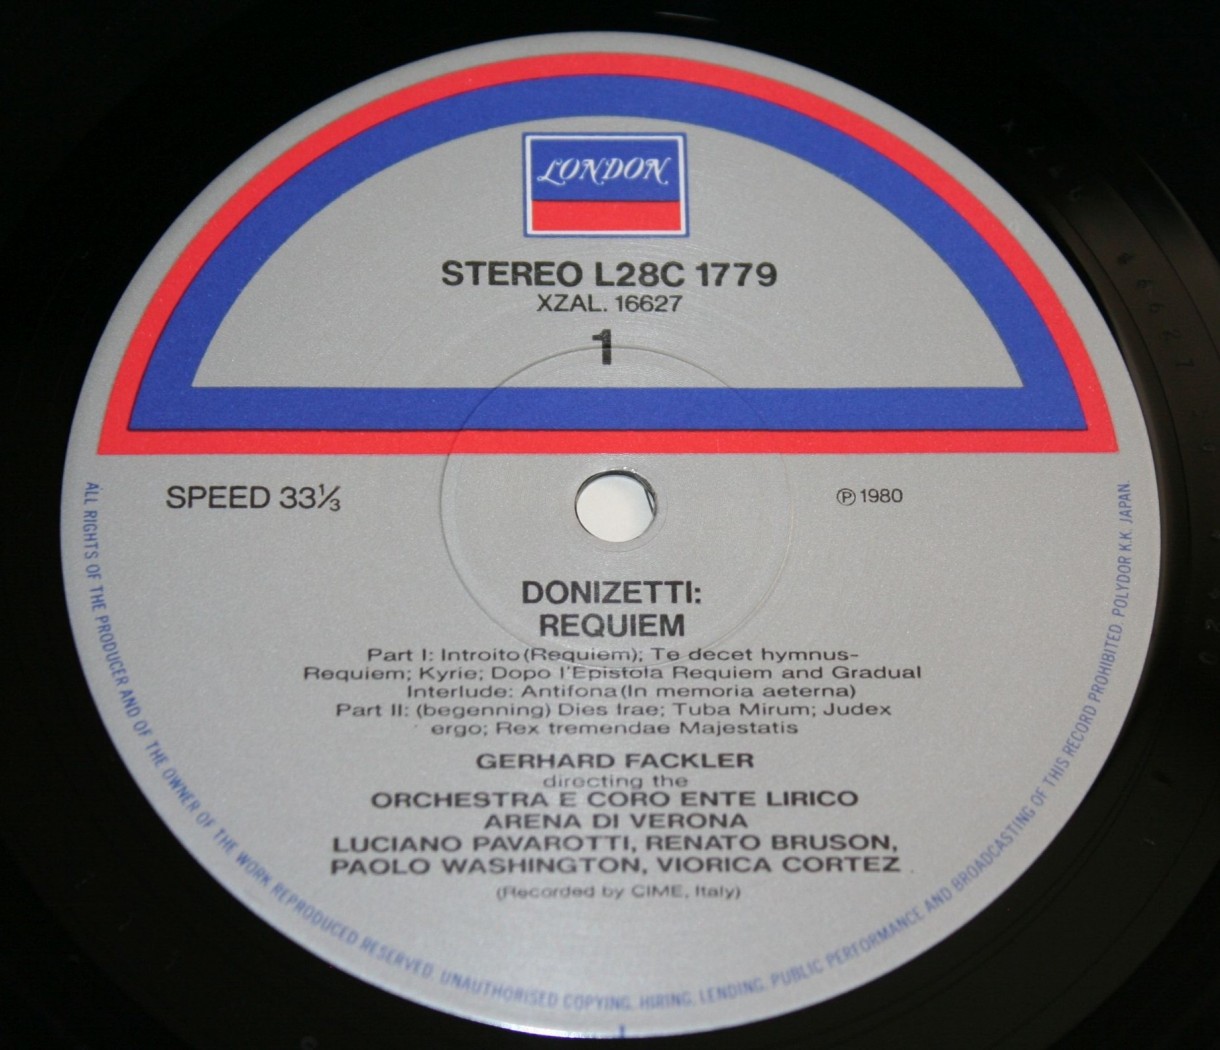 LONDON
STEREO L28C 1779
XZAL. 16627
1
SPEED 33⅓
℗ 1980
DONIZETTI:
REQUIEM
Part I: Introito (Requiem); Te decet hymnus-
Requiem; Kyrie; Dopo l'Epistola Requiem and Gradual
Interlude: Antifona (In memoria aeterna)
Part II: (begenning) Dies Irae; Tuba Mirum; Judex
ergo; Rex tremendae Majestatis
GERHARD FACKLER
directing the
ORCHESTRA E CORO ENTE LIRICO
ARENA DI VERONA
LUCIANO PAVAROTTI, RENATO BRUSON,
PAOLO WASHINGTON, VIORICA CORTEZ
(Recorded by CIME, Italy)
ALL RIGHTS OF THE PRODUCER AND OF THE OWNER OF THE WORK REPRODUCED RESERVED. UNAUTHORISED COPYING, HIRING, LENDING, PUBLIC PERFORMANCE AND BROADCASTING OF THIS RECORD PROHIBITED. POLYDOR K.K. JAPAN